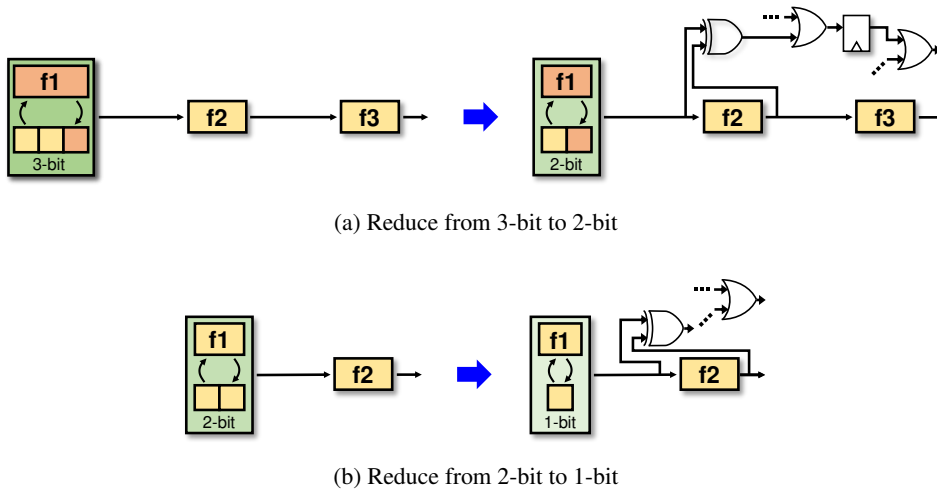 f1
3-bit
f2
f3
f1
2-bit
f2
f3
(a) Reduce from 3-bit to 2-bit
f1
2-bit
f2
f1
1-bit
f2
(b) Reduce from 2-bit to 1-bit